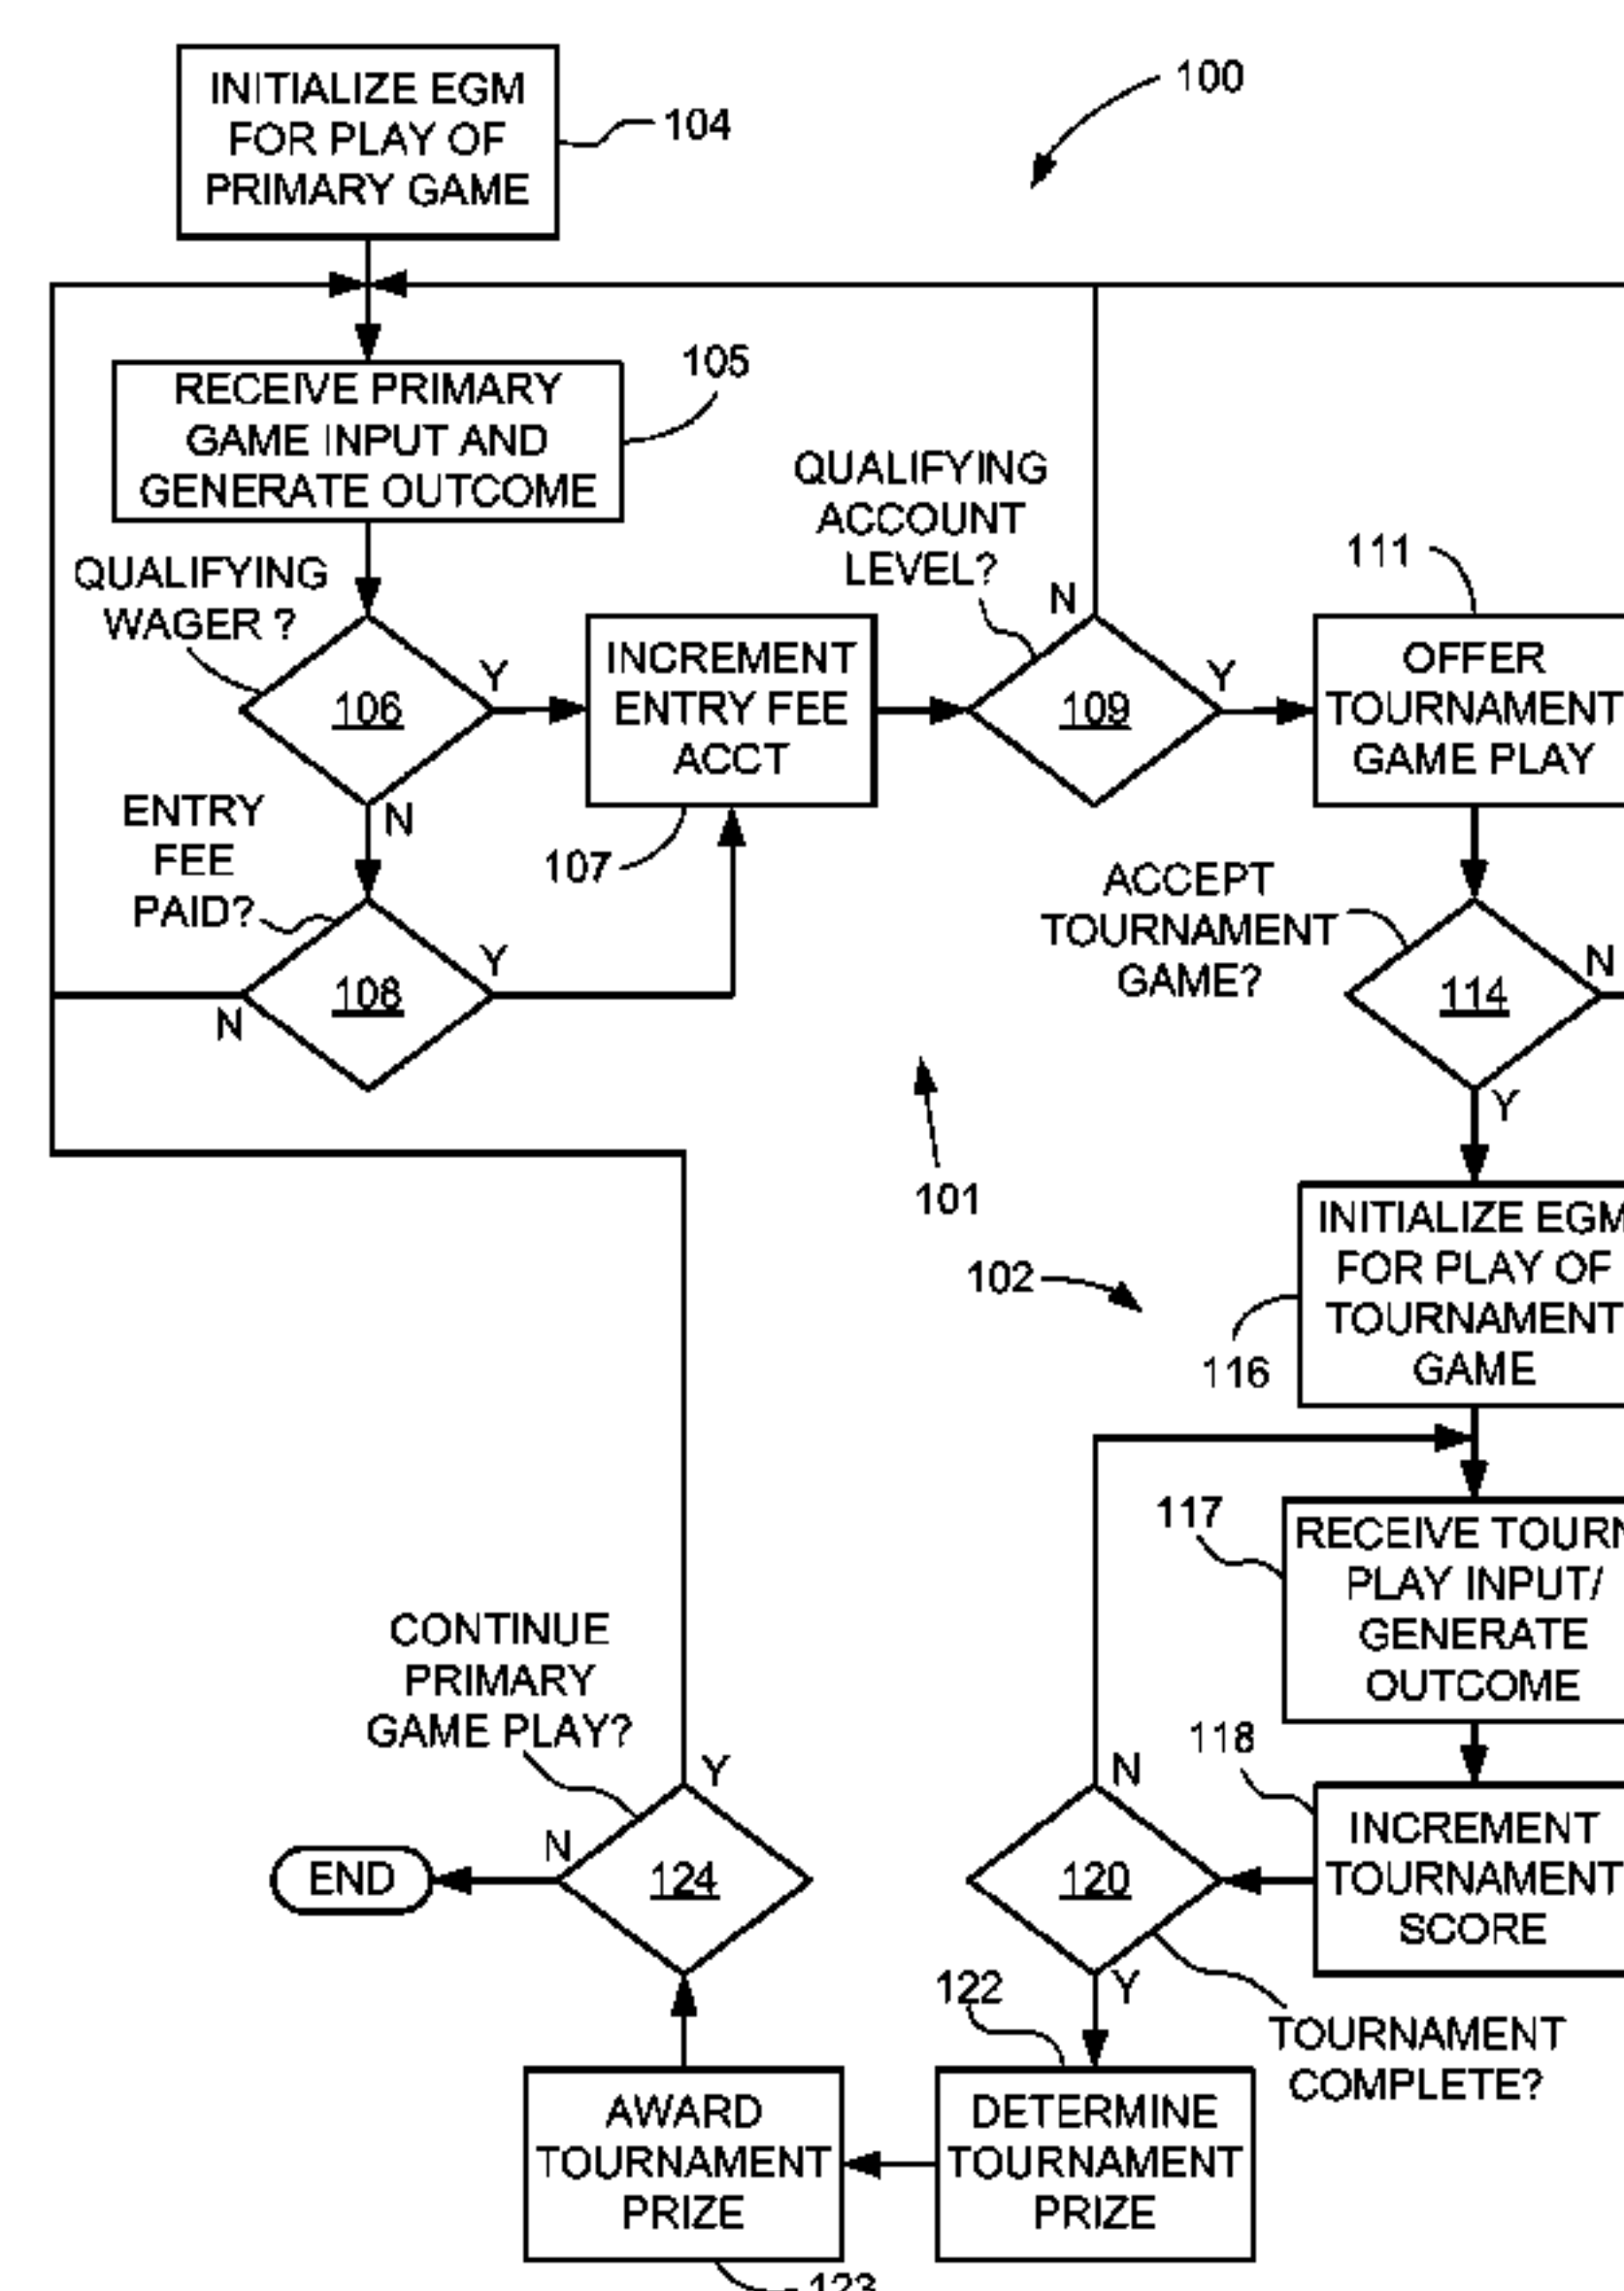 100
INITIALIZE EGM
FOR PLAY OF
PRIMARY GAME
104
RECEIVE PRIMARY
GAME INPUT AND
GENERATE OUTCOME
105
QUALIFYING
WAGER ?
106
Y
N
INCREMENT
ENTRY FEE
ACCT
107
ENTRY
FEE
PAID?
108
Y
N
QUALIFYING
ACCOUNT
LEVEL?
109
N
Y
111
OFFER
TOURNAMENT
GAME PLAY
ACCEPT
TOURNAMENT
GAME?
114
N
Y
101
102
INITIALIZE EGM
FOR PLAY OF
TOURNAMENT
GAME
116
117
RECEIVE TOURN
PLAY INPUT/
GENERATE
OUTCOME
118
INCREMENT
TOURNAMENT
SCORE
120
N
Y
TOURNAMENT
COMPLETE?
122
DETERMINE
TOURNAMENT
PRIZE
AWARD
TOURNAMENT
PRIZE
123
CONTINUE
PRIMARY
GAME PLAY?
124
Y
N
END